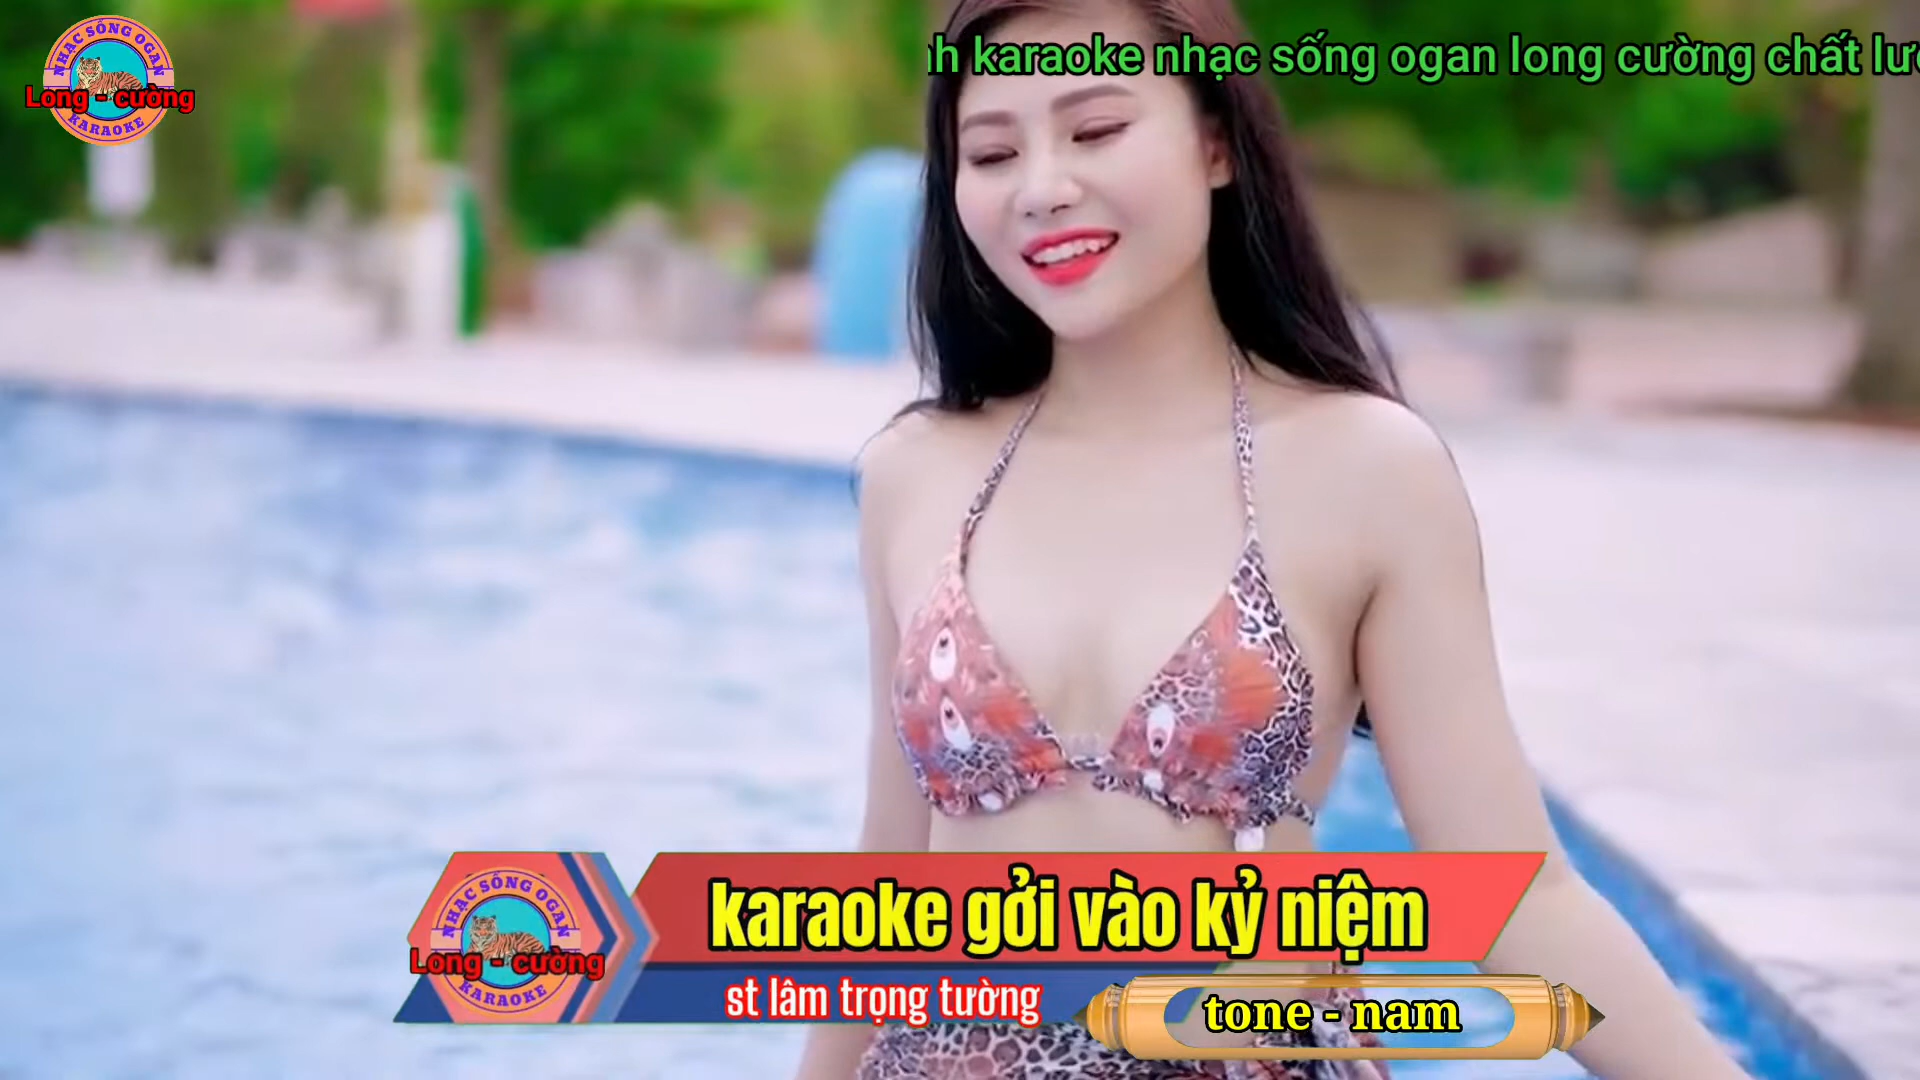 NHẠC SỐNG OGAN
Long - cường
KARAOKE
karaoke nhạc sống ogan long cường chất
NHẠC SỐNG OGAN
Long - cường
KARAOKE
karaoke gởi vào kỷ niệm
st lâm trọng tường
tone - nam